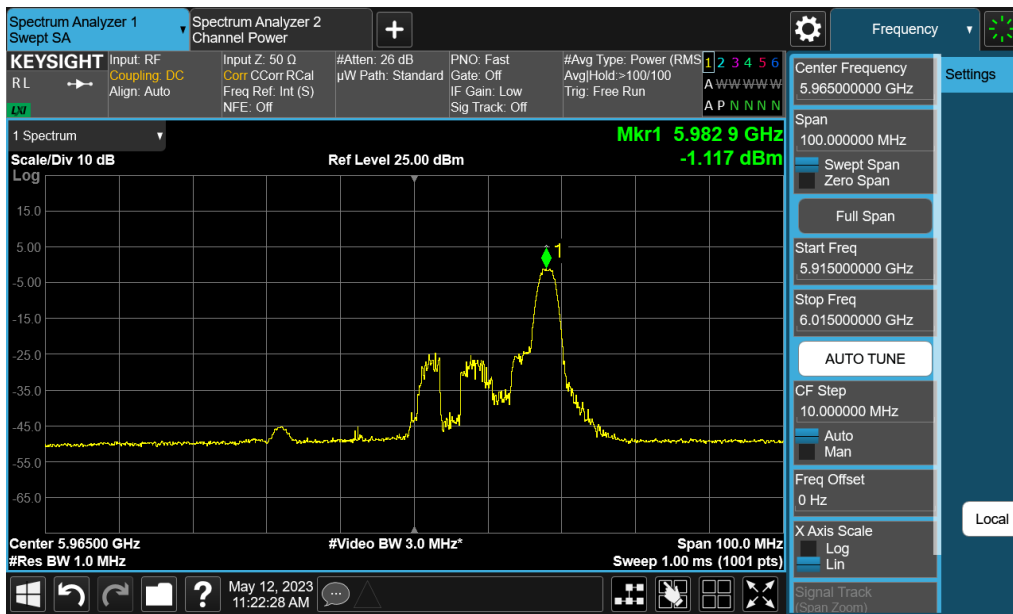 Spectrum Analyzer 1
Swept SA
Spectrum Analyzer 2
Channel Power
Frequency
KEYSIGHT
R L
LXI
Input: RF
Coupling: DC
Align: Auto
Input Z: 50 Ω
Corr CCorr RCal
Freq Ref: Int (S)
NFE: Off
#Atten: 26 dB
µW Path: Standard
PNO: Fast
Gate: Off
IF Gain: Low
Sig Track: Off
#Avg Type: Power (RMS
Avg|Hold:>100/100
Trig: Free Run
1 2 3 4 5 6
A W W W W W
A P N N N N
1 Spectrum
Scale/Div 10 dB
Log
Ref Level 25.00 dBm
Mkr1 5.982 9 GHz
-1.117 dBm
15.0
5.00
-5.00
-15.0
-25.0
-35.0
-45.0
-55.0
-65.0
1
Center 5.96500 GHz
#Res BW 1.0 MHz
#Video BW 3.0 MHz*
Span 100.0 MHz
Sweep 1.00 ms (1001 pts)
Center Frequency
5.965000000 GHz
Span
100.000000 MHz
Swept Span
Zero Span
Full Span
Start Freq
5.915000000 GHz
Stop Freq
6.015000000 GHz
AUTO TUNE
CF Step
10.000000 MHz
Auto
Man
Freq Offset
0 Hz
X Axis Scale
Log
Lin
Signal Track
(Span Zoom)
Settings
Local
?
May 12, 2023
11:22:28 AM